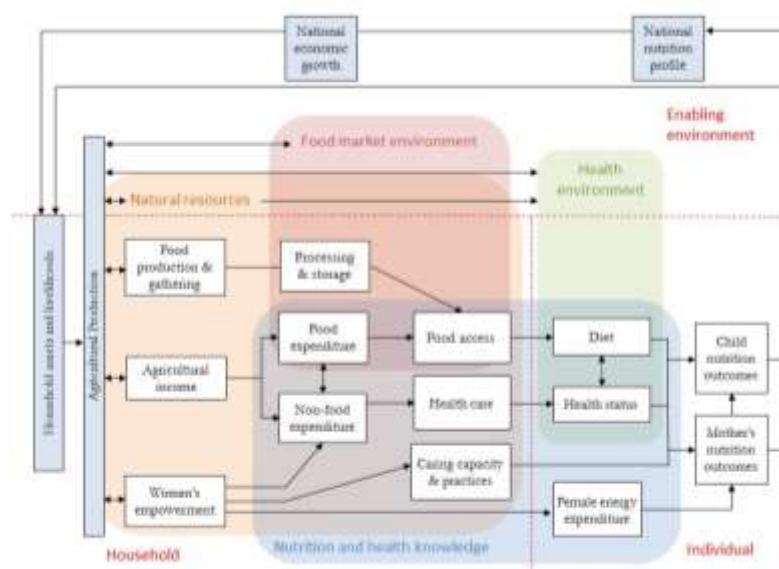 National
economic
growth
National
nutrition
profile
Enabling
environment
Food market environment
Health
environment
Natural resources
Household assets and livelihoods
Agricultural Production
Food
production &
gathering
Processing
& storage
Food
expenditure
Food access
Diet
Child
nutrition
outcomes
Agricultural
income
Non-food
expenditure
Health care
Health status
Mother's
nutrition
outcomes
Caring capacity
& practices
Women's
empowerment
Female energy
expenditure
Household
Nutrition and health knowledge
Individual